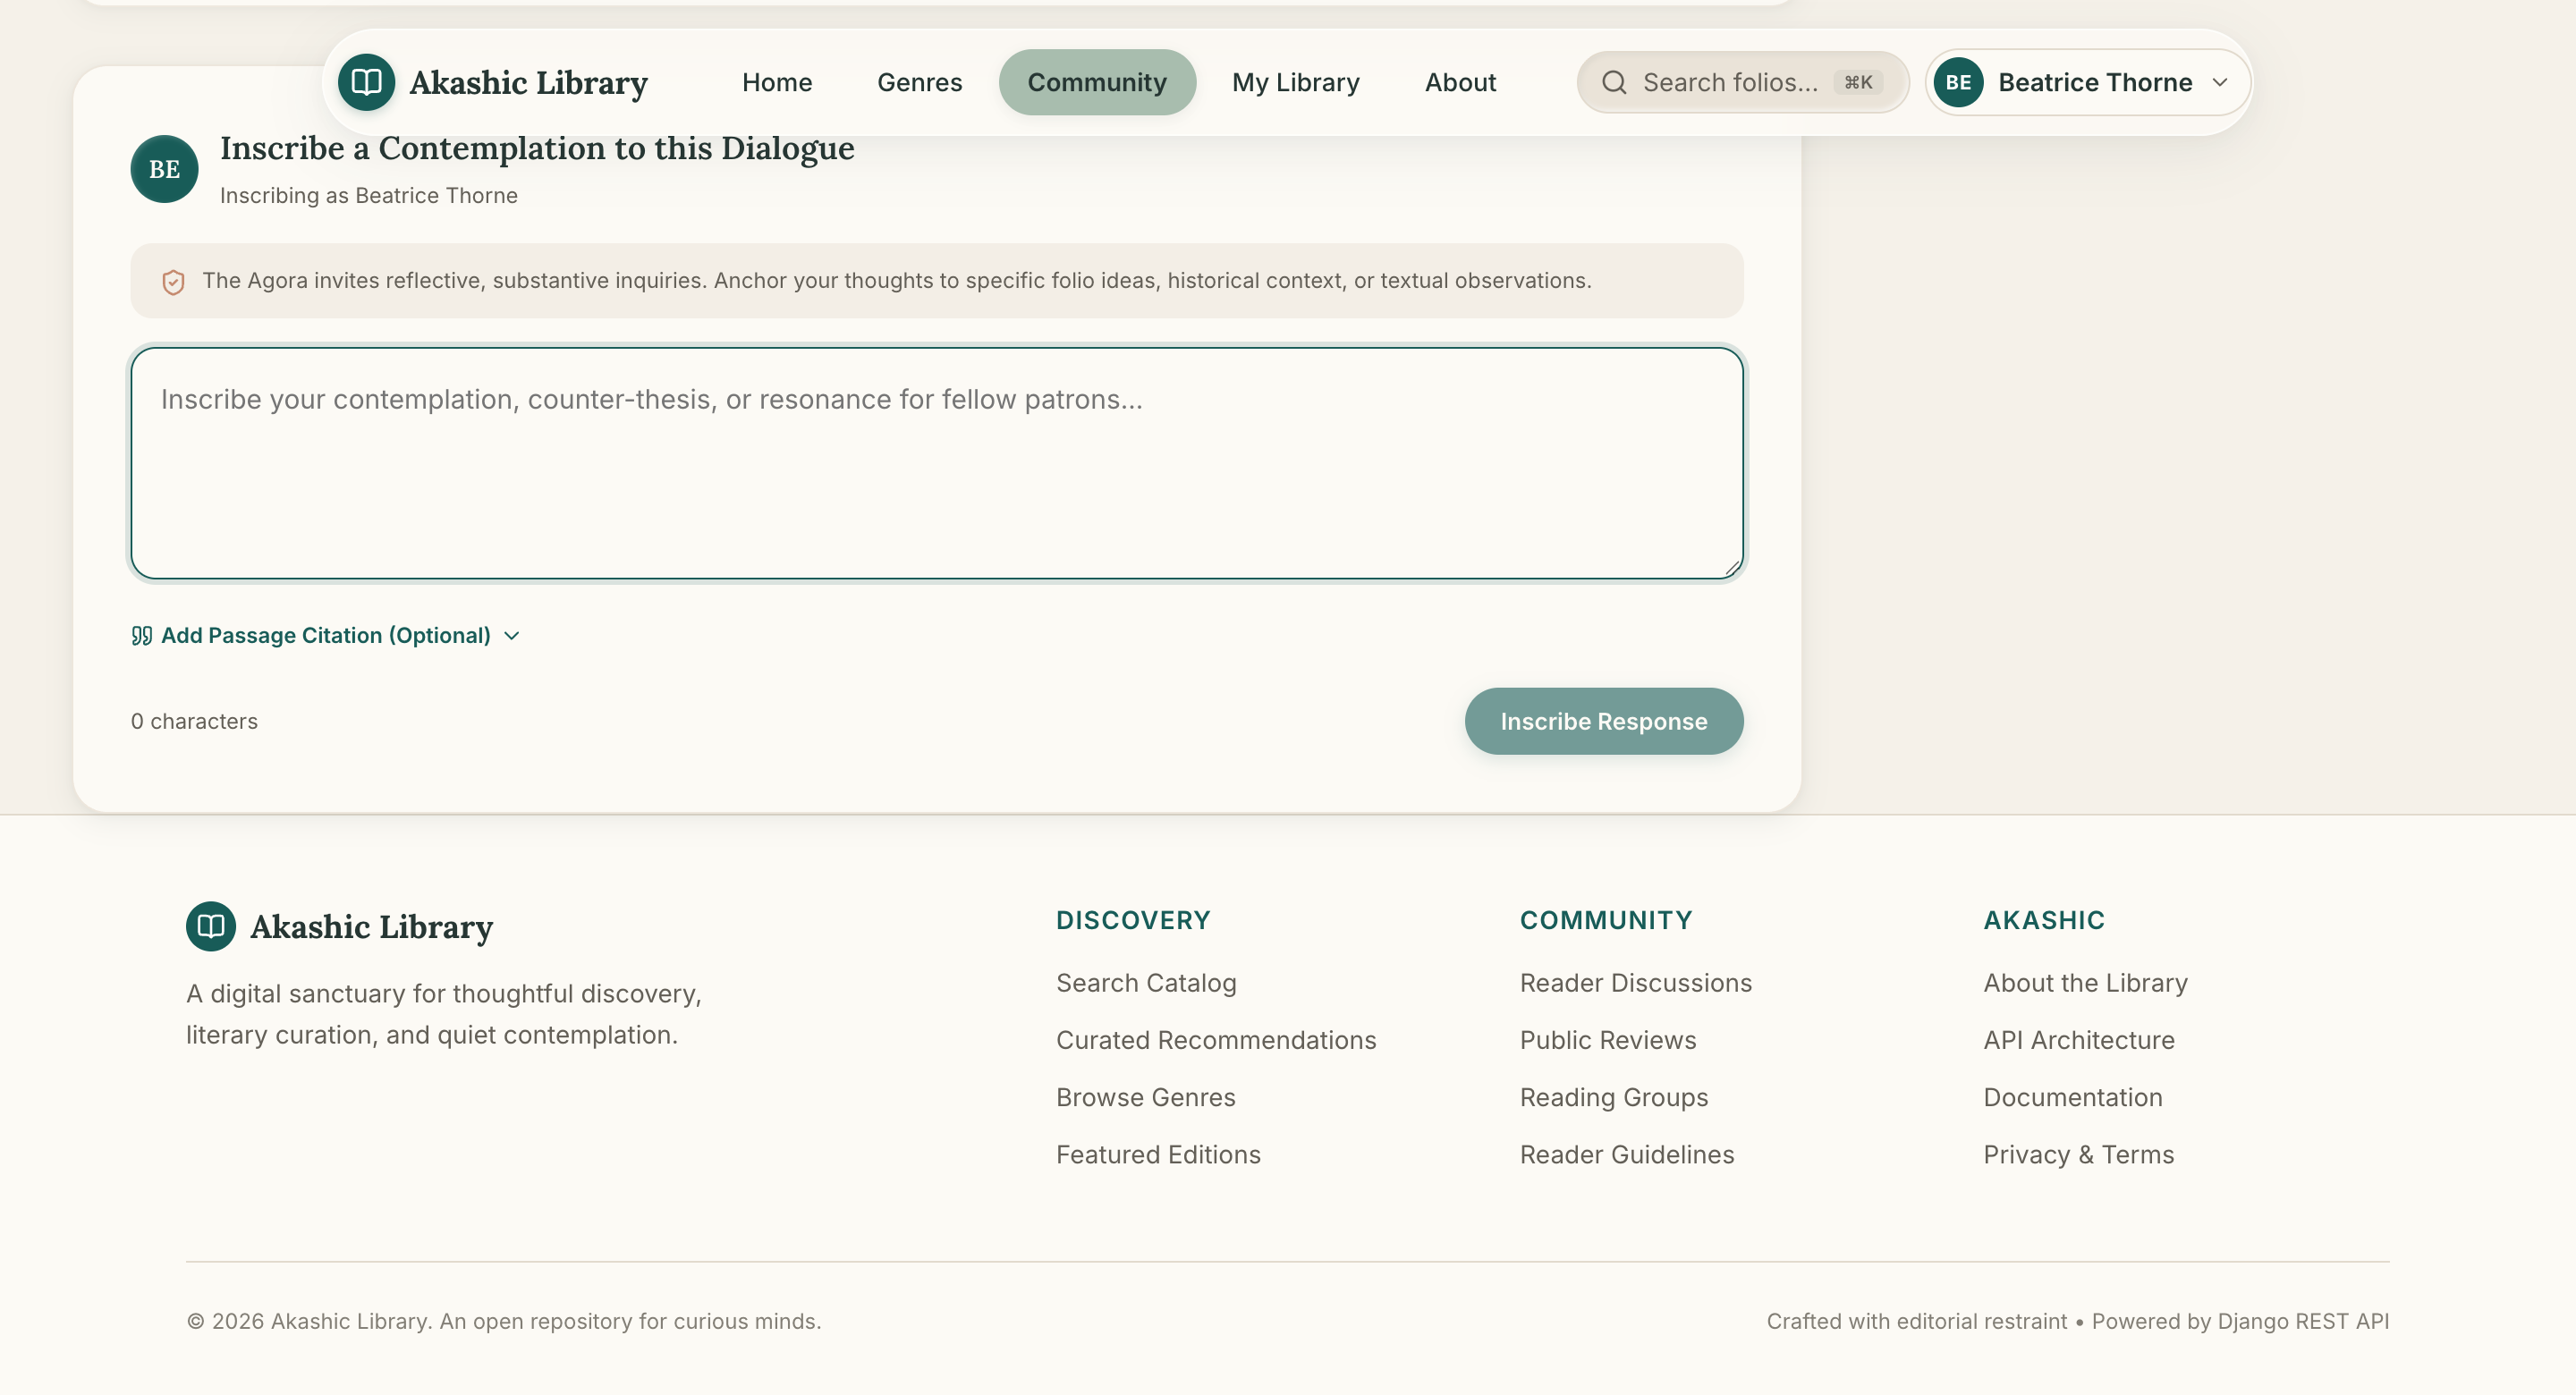 Akashic Library
Home
Genres
Community
My Library
About
Search folios...
⌘K
BE
Beatrice Thorne
BE
Inscribe a Contemplation to this Dialogue
Inscribing as Beatrice Thorne
The Agora invites reflective, substantive inquiries. Anchor your thoughts to specific folio ideas, historical context, or textual observations.
Inscribe your contemplation, counter-thesis, or resonance for fellow patrons...
Add Passage Citation (Optional)
0 characters
Inscribe Response
Akashic Library
A digital sanctuary for thoughtful discovery,
literary curation, and quiet contemplation.
DISCOVERY
Search Catalog
Curated Recommendations
Browse Genres
Featured Editions
COMMUNITY
Reader Discussions
Public Reviews
Reading Groups
Reader Guidelines
AKASHIC
About the Library
API Architecture
Documentation
Privacy & Terms
© 2026 Akashic Library. An open repository for curious minds.
Crafted with editorial restraint • Powered by Django REST API